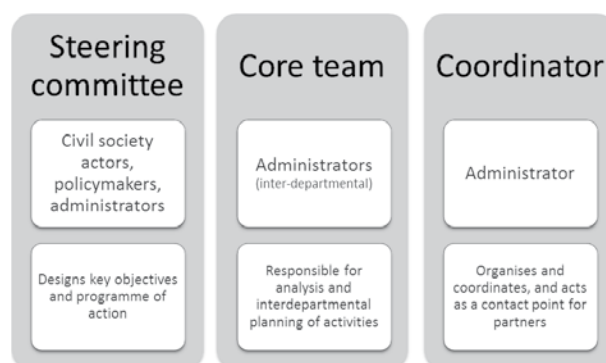 Steering
committee
Civil society
actors,
policymakers,
administrators
Designs key objectives
and programme of
action
Core team
Administrators
(inter-departmental)
Responsible for
analysis and
interdepartmental
planning of activities
Coordinator
Administrator
Organises and
coordinates, and acts
as a contact point for
partners